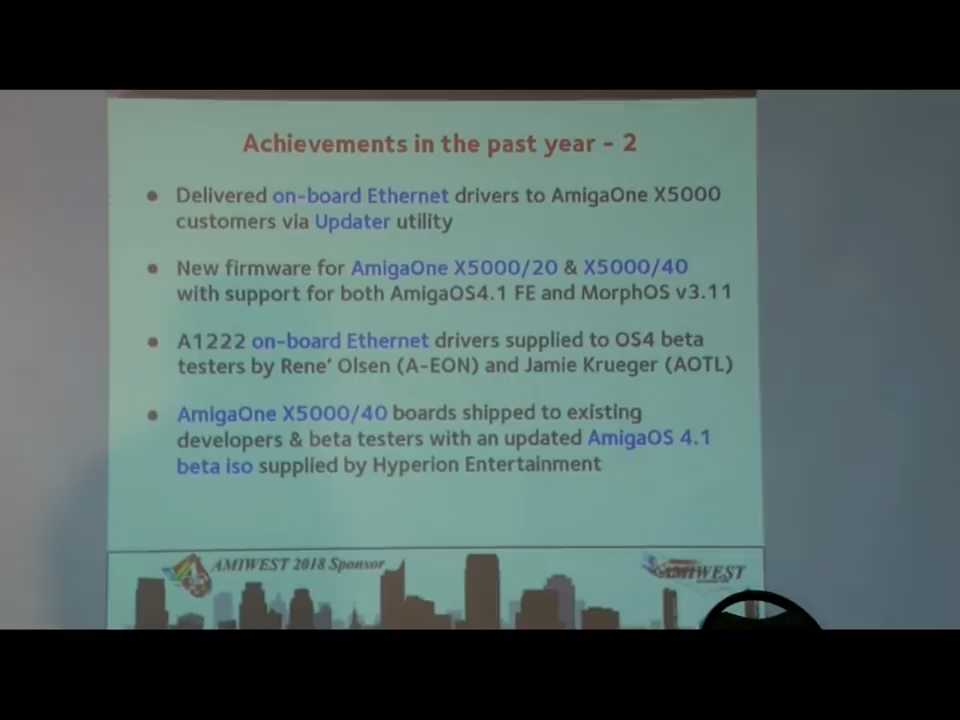 Achievements in the past year - 2
• Delivered on-board Ethernet drivers to AmigaOne X5000
customers via Updater utility
• New firmware for AmigaOne X5000/20 & X5000/40
with support for both AmigaOS4.1 FE and MorphOS v3.11
• A1222 on-board Ethernet drivers supplied to OS4 beta
testers by Rene' Olsen (A-EON) and Jamie Krueger (AOTL)
• AmigaOne X5000/40 boards shipped to existing
developers & beta testers with an updated AmigaOS 4.1
beta iso supplied by Hyperion Entertainment
AMIWEST 2018 Sponsor
AMIWEST